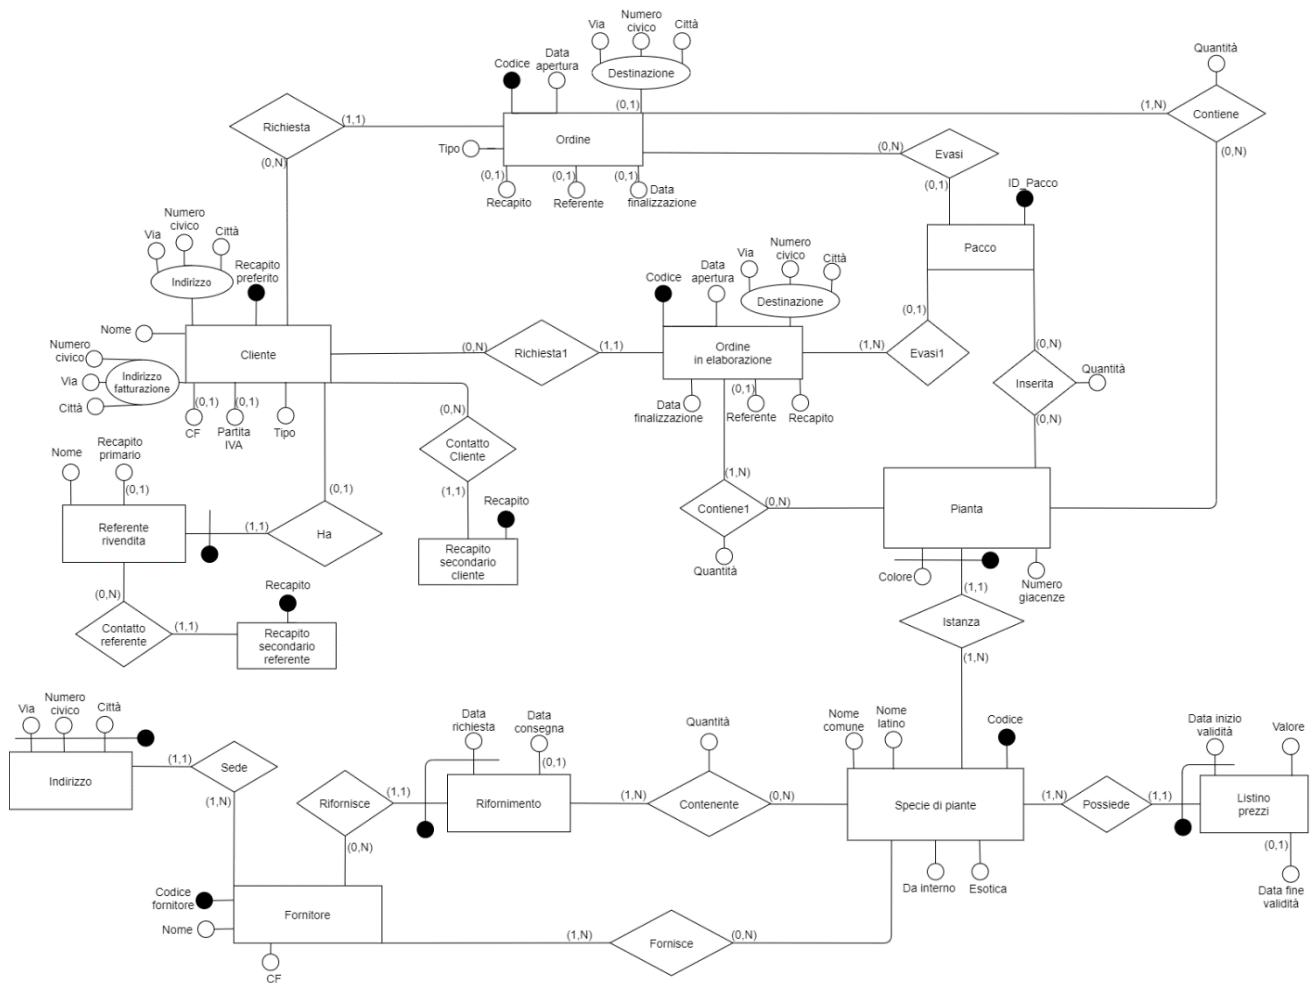 Via
Numero
civico
Città
Destinazione
Codice
Data
apertura
(0,1)
Quantità
(1,N)
Contiene
(0,N)
Richiesta
(1,1)
(0,N)
Ordine
Tipo
(0,1)
Recapito
(0,1)
Referente
(0,1)
Data
finalizzazione
(0,N)
Evasi
(0,1)
ID_Pacco
Pacco
Numero
civico
Via
Città
Indirizzo
Recapito
preferito
Nome
Cliente
Numero
civico
Via
Città
Indirizzo
fatturazione
(0,1)
CF
(0,1)
Partita
IVA
Tipo
(0,N)
Richiesta1
(1,1)
Codice
Data
apertura
Via
Numero
civico
Città
Destinazione
Ordine
in elaborazione
(1,N)
Evasi1
(0,1)
(0,N)
Inserita
Quantità
(0,N)
Data
finalizzazione
(0,1)
Referente
Recapito
(0,N)
Contatto
Cliente
(1,1)
Recapito
Recapito
secondario
cliente
Nome
Recapito
primario
(0,1)
Referente
rivendita
(1,1)
Ha
(0,1)
(1,N)
Contiene1
(0,N)
Quantità
Pianta
Colore
Numero
giacenze
(1,1)
Istanza
(1,N)
(0,N)
Contatto
referente
(1,1)
Recapito
Recapito
secondario
referente
Via
Numero
civico
Città
Indirizzo
(1,1)
Sede
(1,N)
Data
richiesta
Data
consegna
(0,1)
Rifornisce
(1,1)
(0,N)
Rifornimento
(1,N)
Quantità
Contenente
(0,N)
Nome
comune
Nome
latino
Codice
Specie di piante
Da interno
Esotica
(1,N)
Possiede
(1,1)
Data inizio
validità
Valore
Listino
prezzi
(0,1)
Data fine
validità
Codice
fornitore
Nome
Fornitore
CF
(1,N)
Fornisce
(0,N)